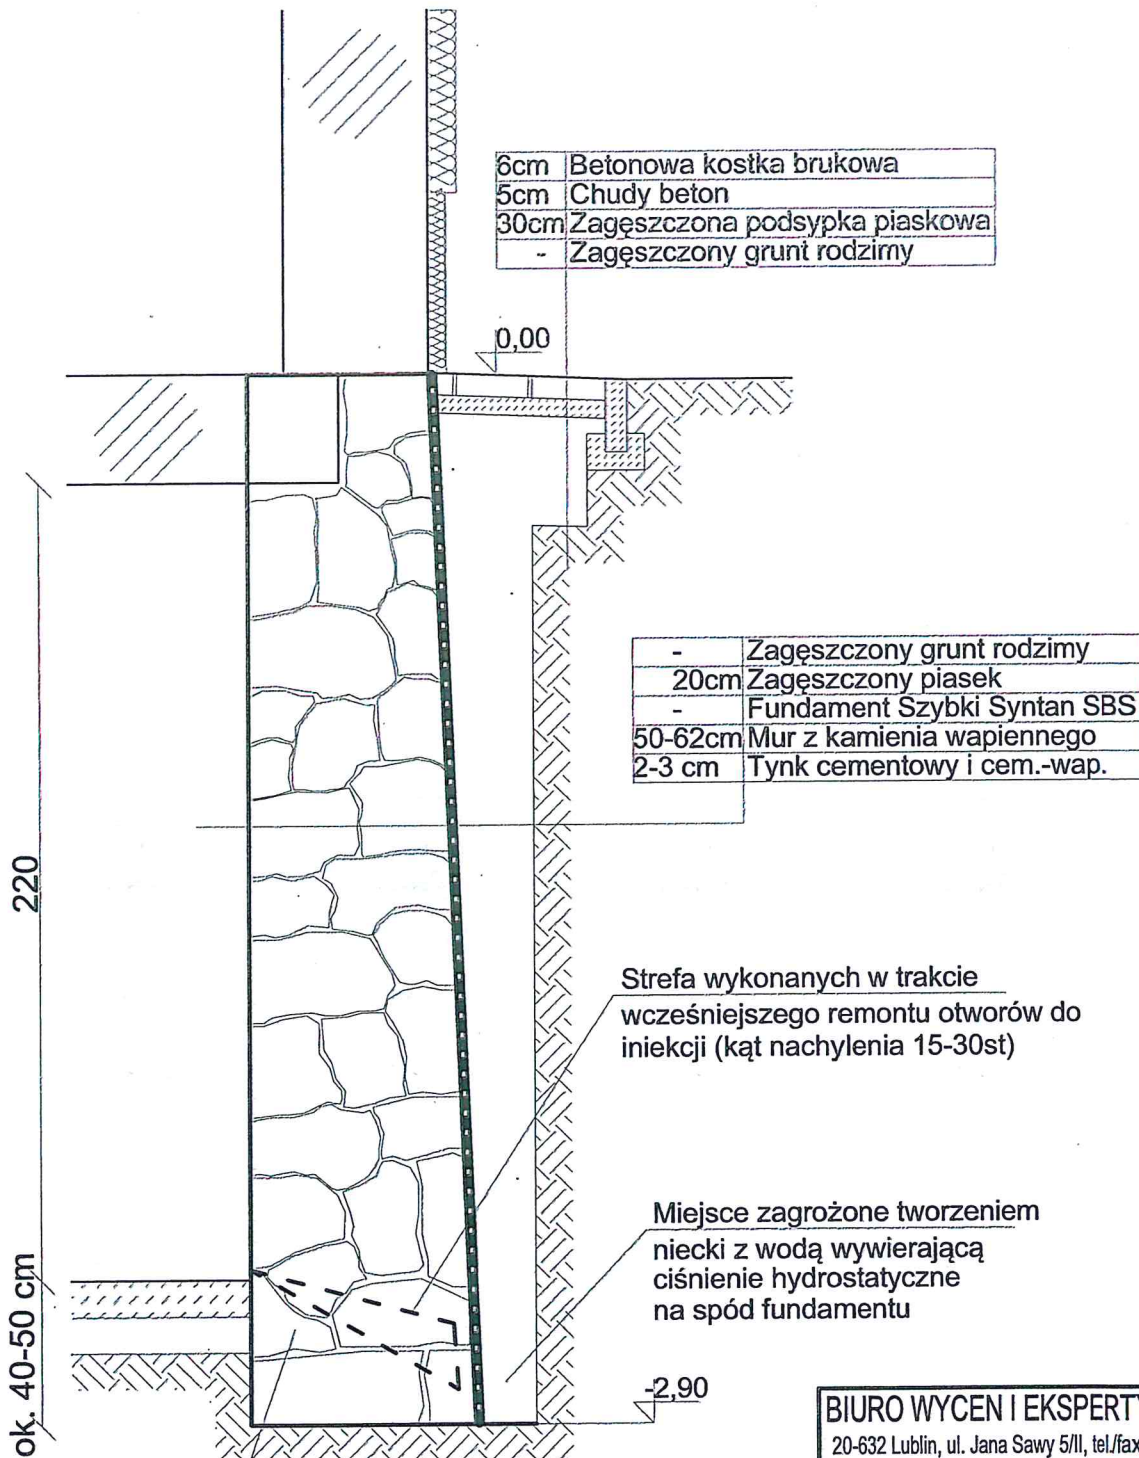 6cm Betonowa kostka brukowa
5cm Chudy beton
30cm Zagęszczona podsypka piaskowa
- Zagęszczony grunt rodzimy
0,00
- Zagęszczony grunt rodzimy
20cm Zagęszczony piasek
- Fundament Szybki Syntan SBS
50-62cm Mur z kamienia wapiennego
2-3 cm Tynk cementowy i cem.-wap.
220
Strefa wykonanych w trakcie
wcześniejszego remontu otworów do
iniekcji (kąt nachylenia 15-30st)
Miejsce zagrożone tworzeniem
niecki z wodą wywierającą
ciśnienie hydrostatyczne
na spód fundamentu
ok. 40-50 cm
-2,90
BIURO WYCEN I EKSPERTY
20-632 Lublin, ul. Jana Sawy 5/II, tel./fax